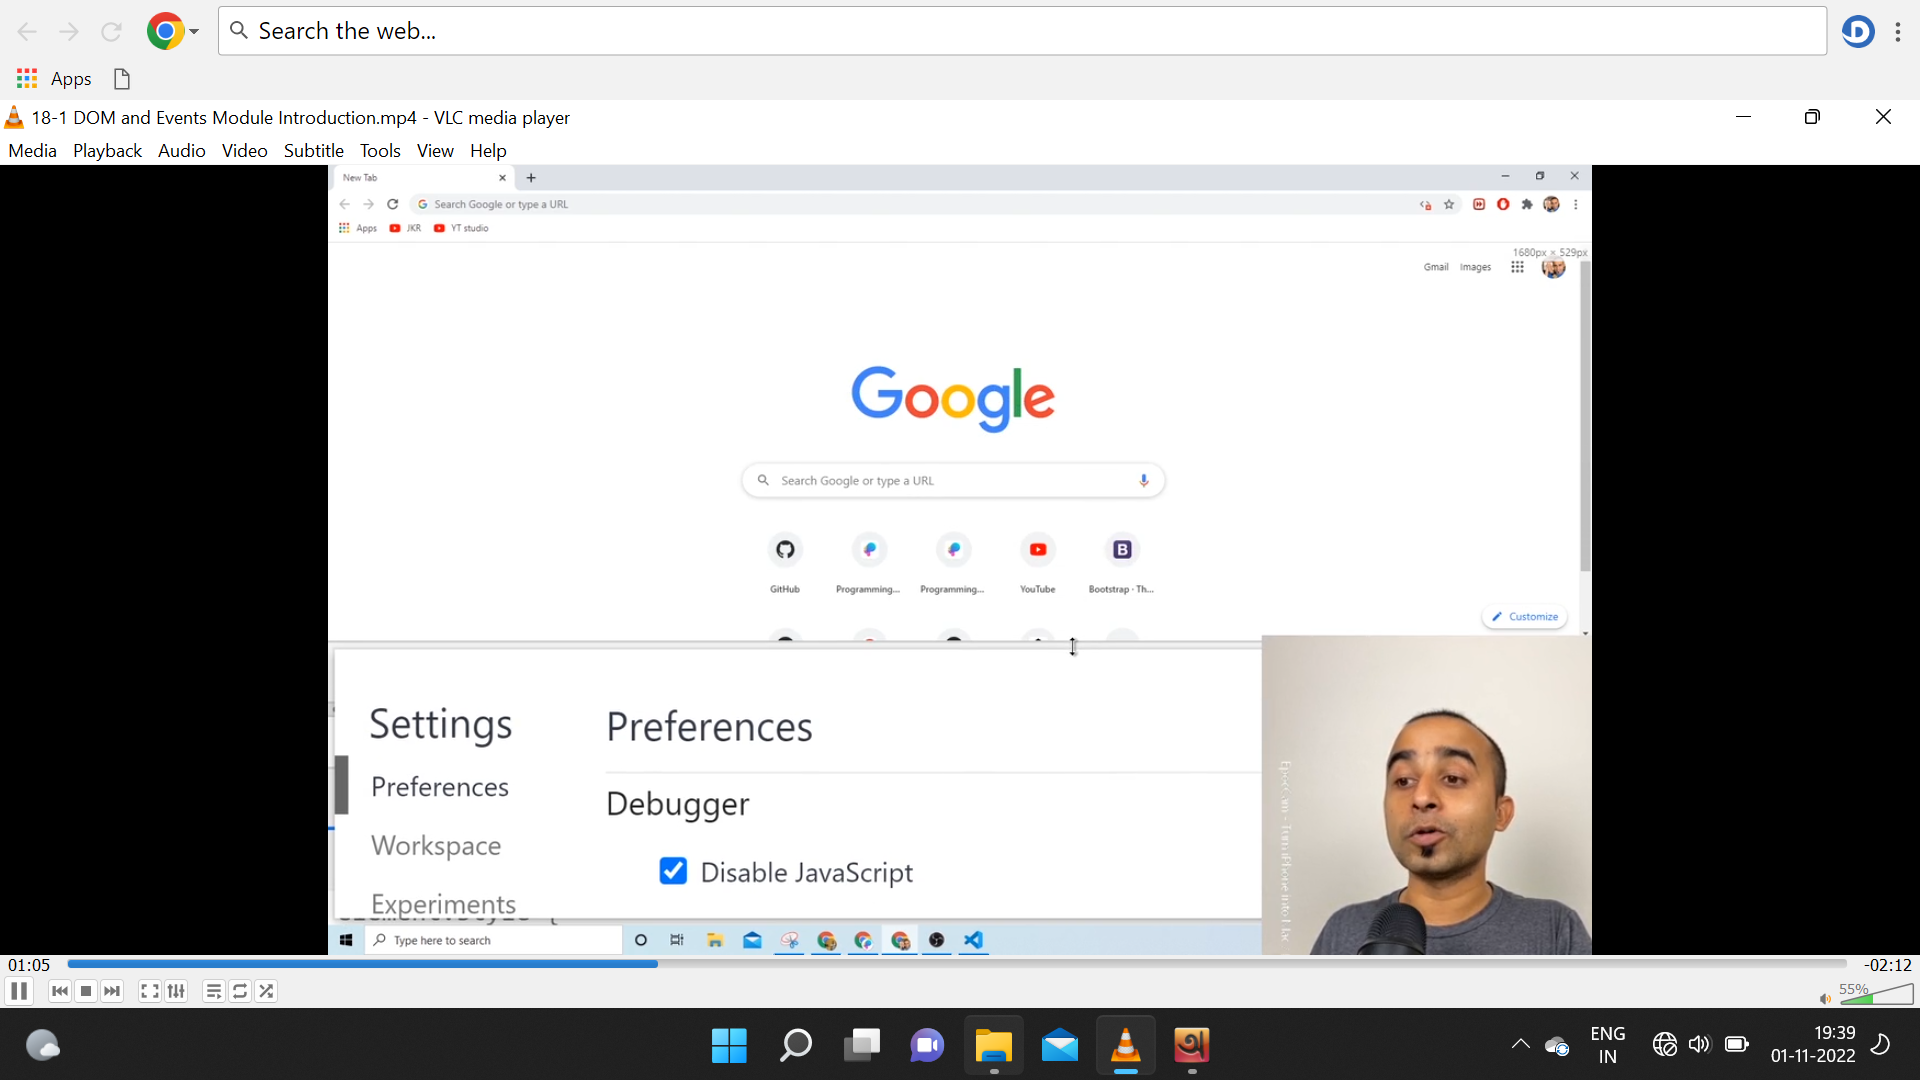 Search the web...
Apps
18-1 DOM and Events Module Introduction.mp4 - VLC media player
Media Playback Audio Video Subtitle Tools View Help
New Tab
Search Google or type a URL
Apps JKR YT studio
1680px × 529px
Gmail Images
Google
Search Google or type a URL
GitHub Programming... Programming... YouTube Bootstrap - Th...
Customize
Settings
Preferences
Workspace
Experiments
Preferences
Debugger
Disable JavaScript
Type here to search
01:05
-02:12
55%
ENG
IN
19:39
01-11-2022